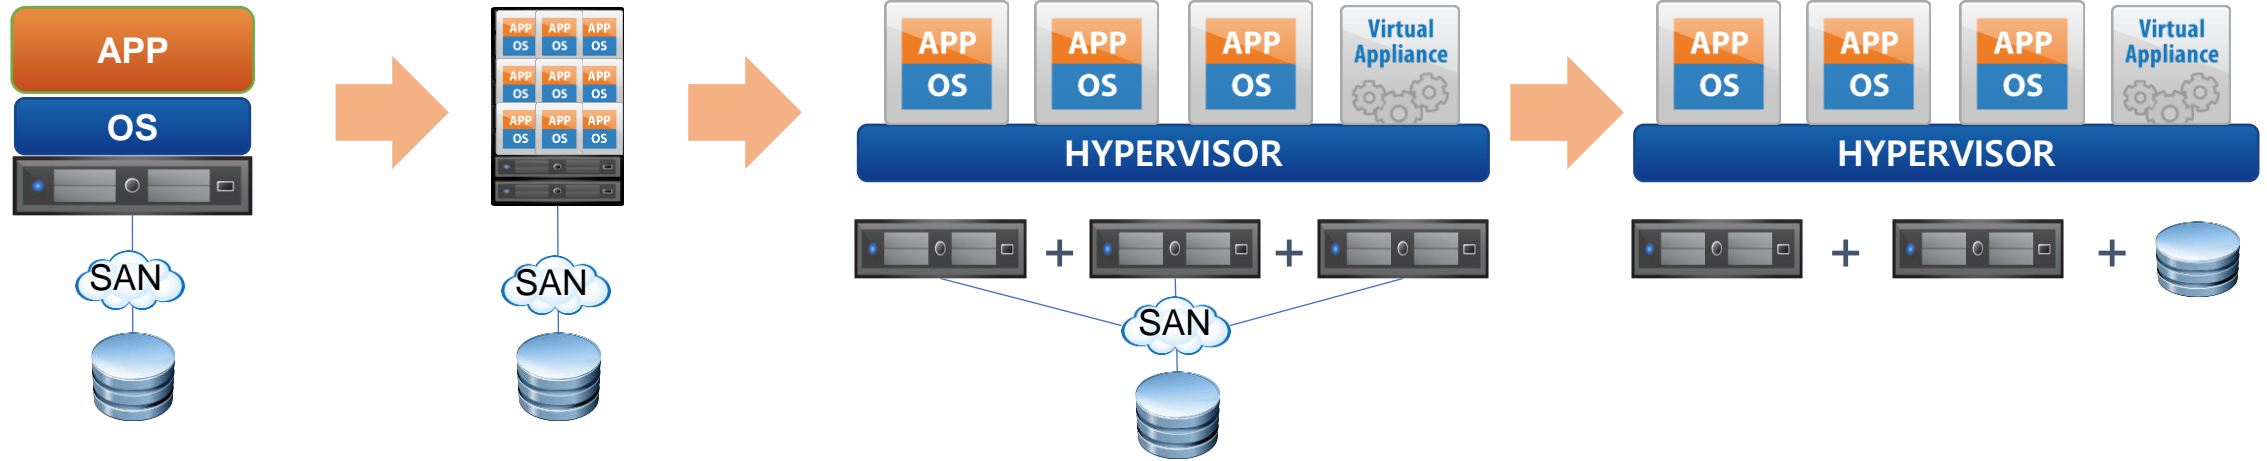 APP
OS
SAN
APP APP APP
OS OS OS
APP APP APP
OS OS OS
APP APP APP
OS OS OS
SAN
APP
OS
APP
OS
APP
OS
Virtual
Appliance
HYPERVISOR
+ +
SAN
APP
OS
APP
OS
APP
OS
Virtual
Appliance
HYPERVISOR
+ +